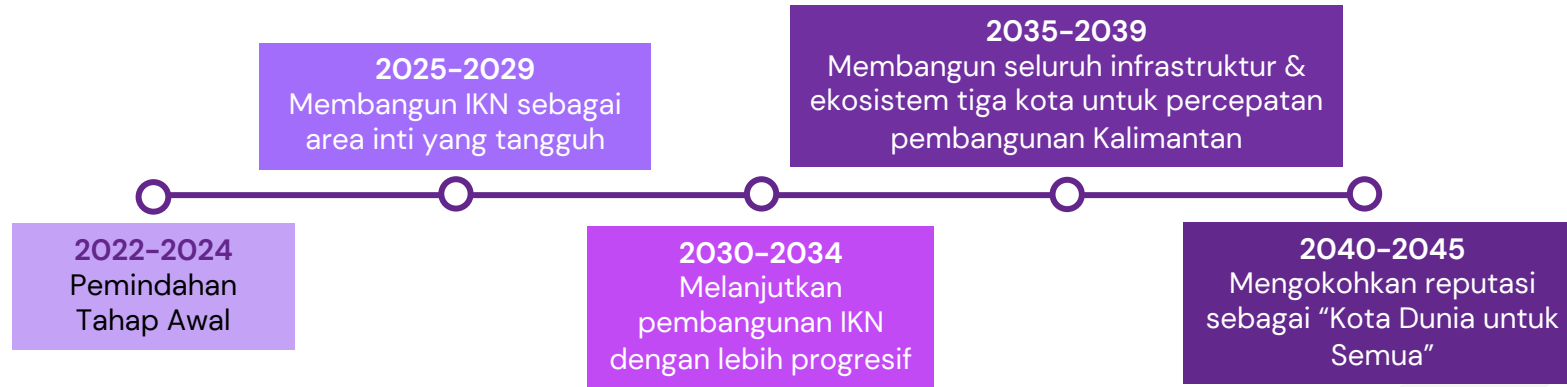 2022–2024
Pemindahan
Tahap Awal
2025–2029
Membangun IKN sebagai
area inti yang tangguh
2030–2034
Melanjutkan
pembangunan IKN
dengan lebih progresif
2035–2039
Membangun seluruh infrastruktur &
ekosistem tiga kota untuk percepatan
pembangunan Kalimantan
2040–2045
Mengokohkan reputasi
sebagai “Kota Dunia untuk
Semua”